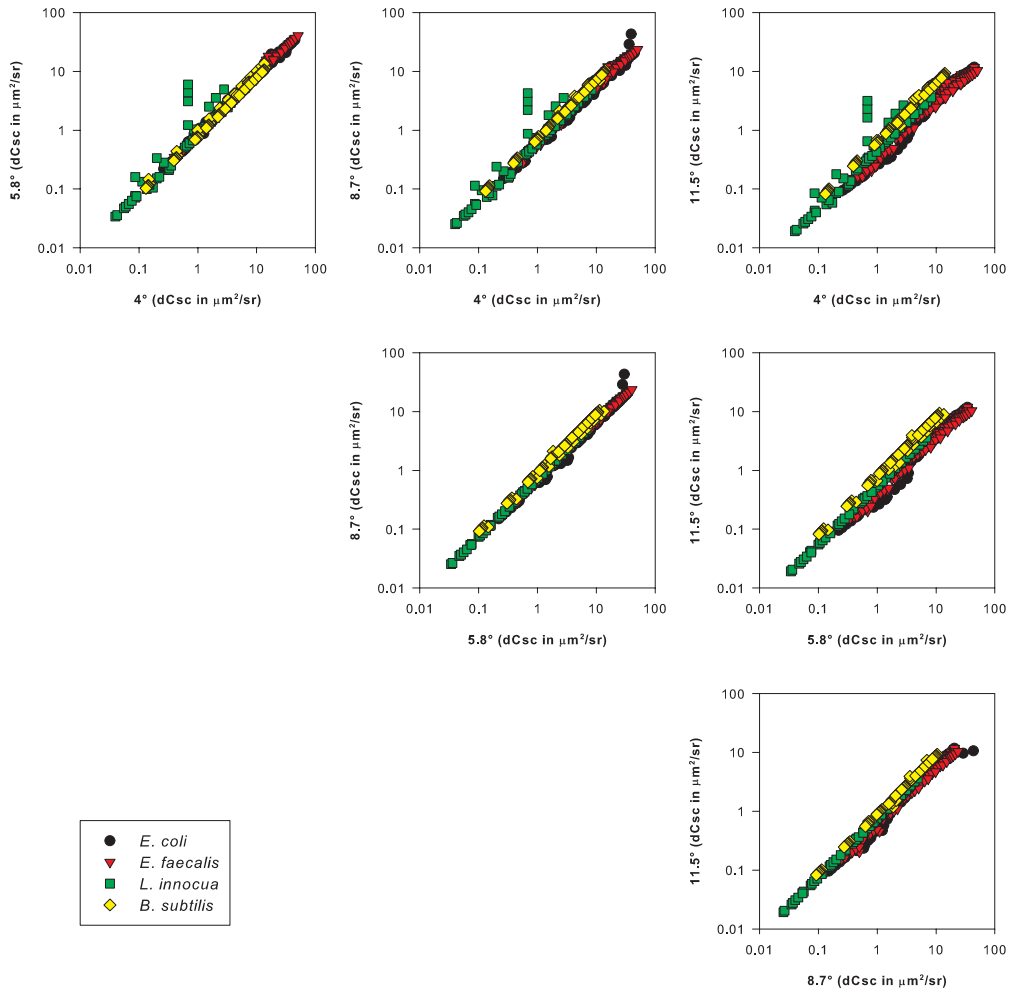 100
10
1
0.1
0.01
5.8° (dCsc in μm²/sr)
0.01 0.1 1 10 100
4° (dCsc in μm²/sr)
100
10
1
0.1
0.01
8.7° (dCsc in μm²/sr)
0.01 0.1 1 10 100
4° (dCsc in μm²/sr)
100
10
1
0.1
0.01
11.5° (dCsc in μm²/sr)
0.01 0.1 1 10 100
4° (dCsc in μm²/sr)
100
10
1
0.1
0.01
8.7° (dCsc in μm²/sr)
0.01 0.1 1 10 100
5.8° (dCsc in μm²/sr)
100
10
1
0.1
0.01
11.5° (dCsc in μm²/sr)
0.01 0.1 1 10 100
5.8° (dCsc in μm²/sr)
100
10
1
0.1
0.01
11.5° (dCsc in μm²/sr)
0.01 0.1 1 10 100
8.7° (dCsc in μm²/sr)
E. coli
E. faecalis
L. innocua
B. subtilis